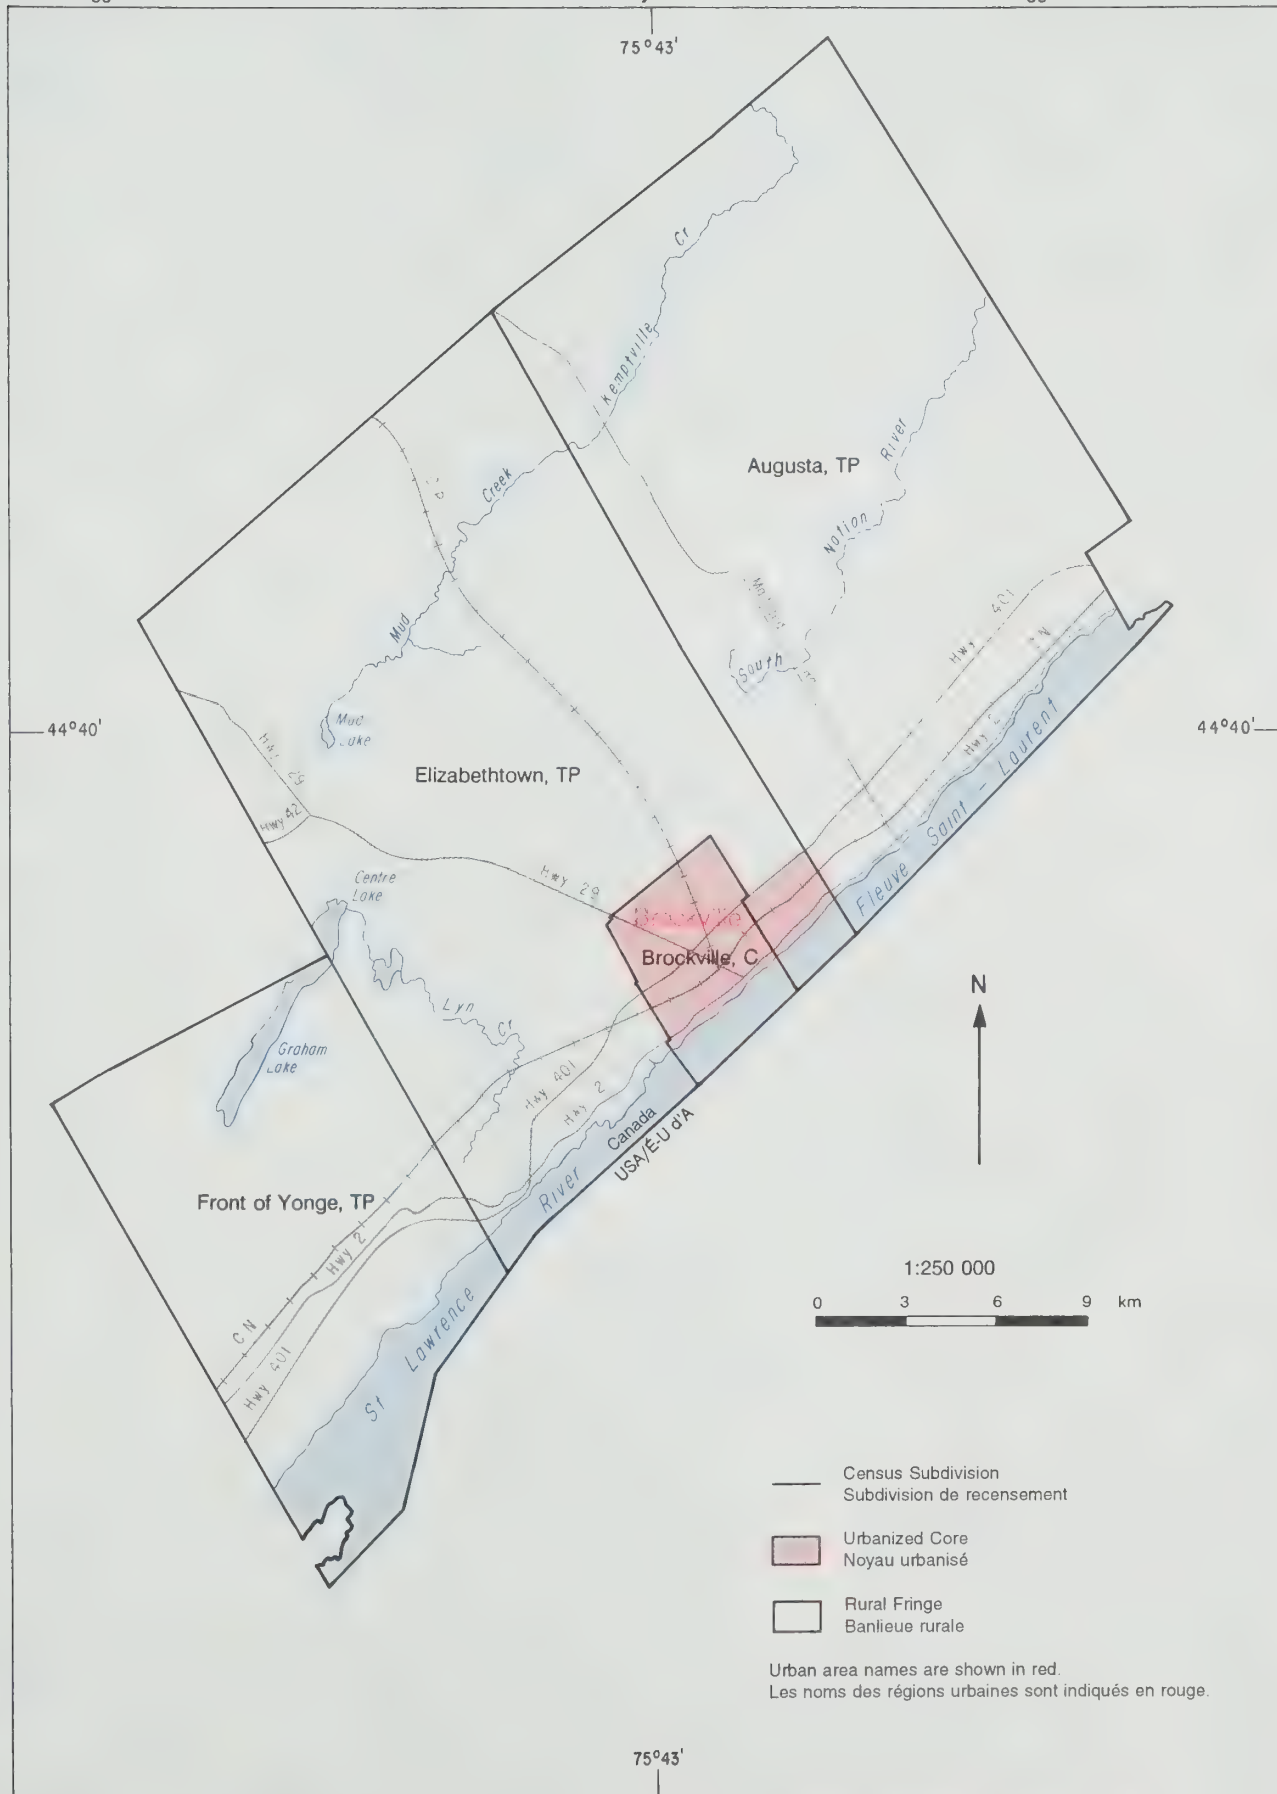 75°43'
Cr
Kemptville
Augusta, TP
River
Nation
Creek
Mud
South
Hwy 401
Hwy 2
44°40'
44°40'
Mud
Lake
Hwy 29
Elizabethtown, TP
Hwy 42
Fleuve Saint - Laurent
Centre
Lake
Hwy 29
Brockville
Brockville, C
Lyn
Cr
N
Graham
Lake
Hwy 401
Hwy 2
Canada
USA/É-U d'A
River
Front of Yonge, TP
Hwy 2
1:250 000
0 3 6 9 km
CN
Hwy 401
Lawrence
St
Census Subdivision
Subdivision de recensement
Urbanized Core
Noyau urbanisé
Rural Fringe
Banlieue rurale
Urban area names are shown in red.
Les noms des régions urbaines sont indiqués en rouge.
75°43'